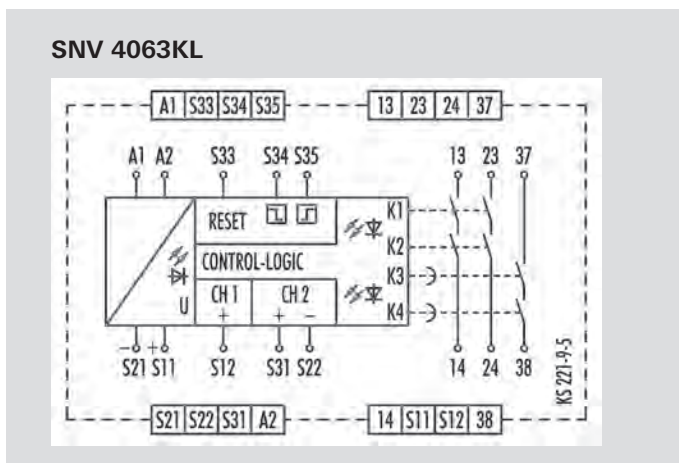 SNV 4063KL
A1 S33 S34 S35 13 23 24 37
A1 A2 S33 S34 S35 13 23 37
K1
RESET
K2
CONTROL-LOGIC
K3
CH 1 CH 2
U
+ + −
K4
− +
S21 S11 S12 S31 S22 14 24 38
KS 221-9-5
S21 S22 S31 A2 14 S11 S12 38